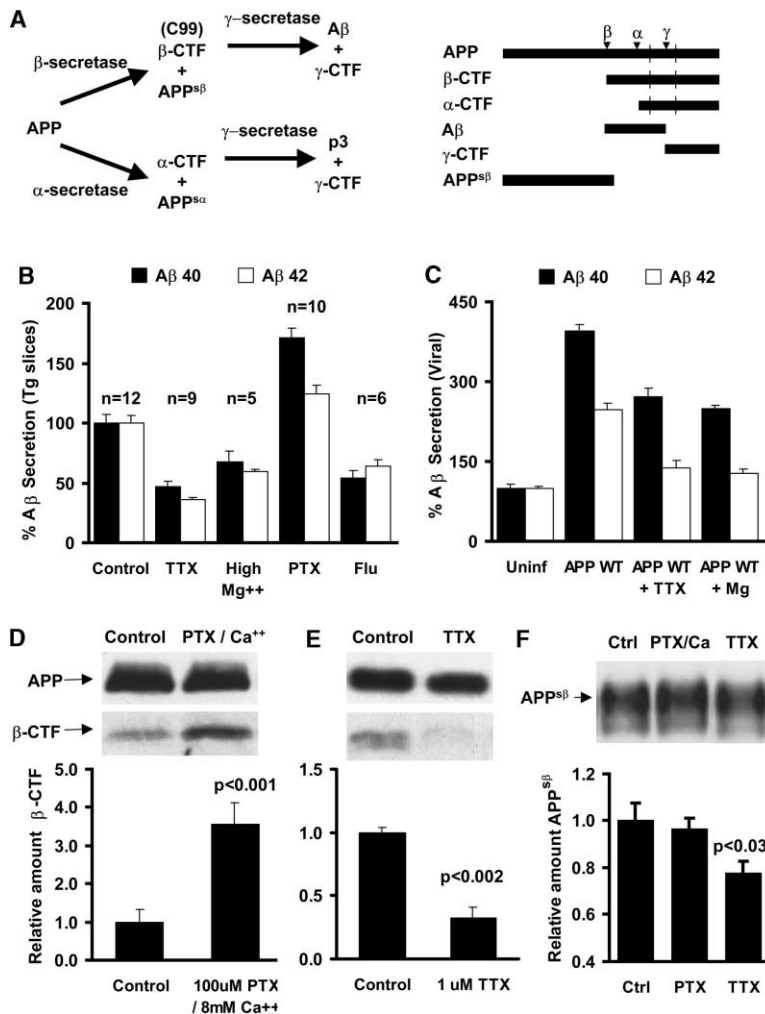 A
(C99)
β-CTF
+
APPsβ
γ–secretase
Aβ
+
γ-CTF
β-secretase
APP
α-secretase
α-CTF
+
APPsα
γ–secretase
p3
+
γ-CTF
β α γ
APP
β-CTF
α-CTF
Aβ
γ-CTF
APPsβ
B
Aβ 40 Aβ 42
% A β Secretion (Tg slices)
200
150
100
50
0
n=12 n=9 n=5 n=10 n=6
Control TTX High PTX Flu
Mg++
C
Aβ 40 Aβ 42
% A β Secretion (Viral)
450
300
150
0
Uninf APP WT APP WT APP WT
+ TTX + Mg
D
Control PTX / Ca++
APP
β-CTF
Relative amount β-CTF
5.0
4.0
3.0
2.0
1.0
0.0
p<0.001
Control 100uM PTX
/ 8mM Ca++
E
Control TTX
1.5
1.0
0.5
0.0
p<0.002
Control 1 uM TTX
F
Ctrl PTX/Ca TTX
APPsβ
Relative amount APPsβ
1.2
1.0
0.8
0.6
0.4
p<0.03
Ctrl PTX TTX